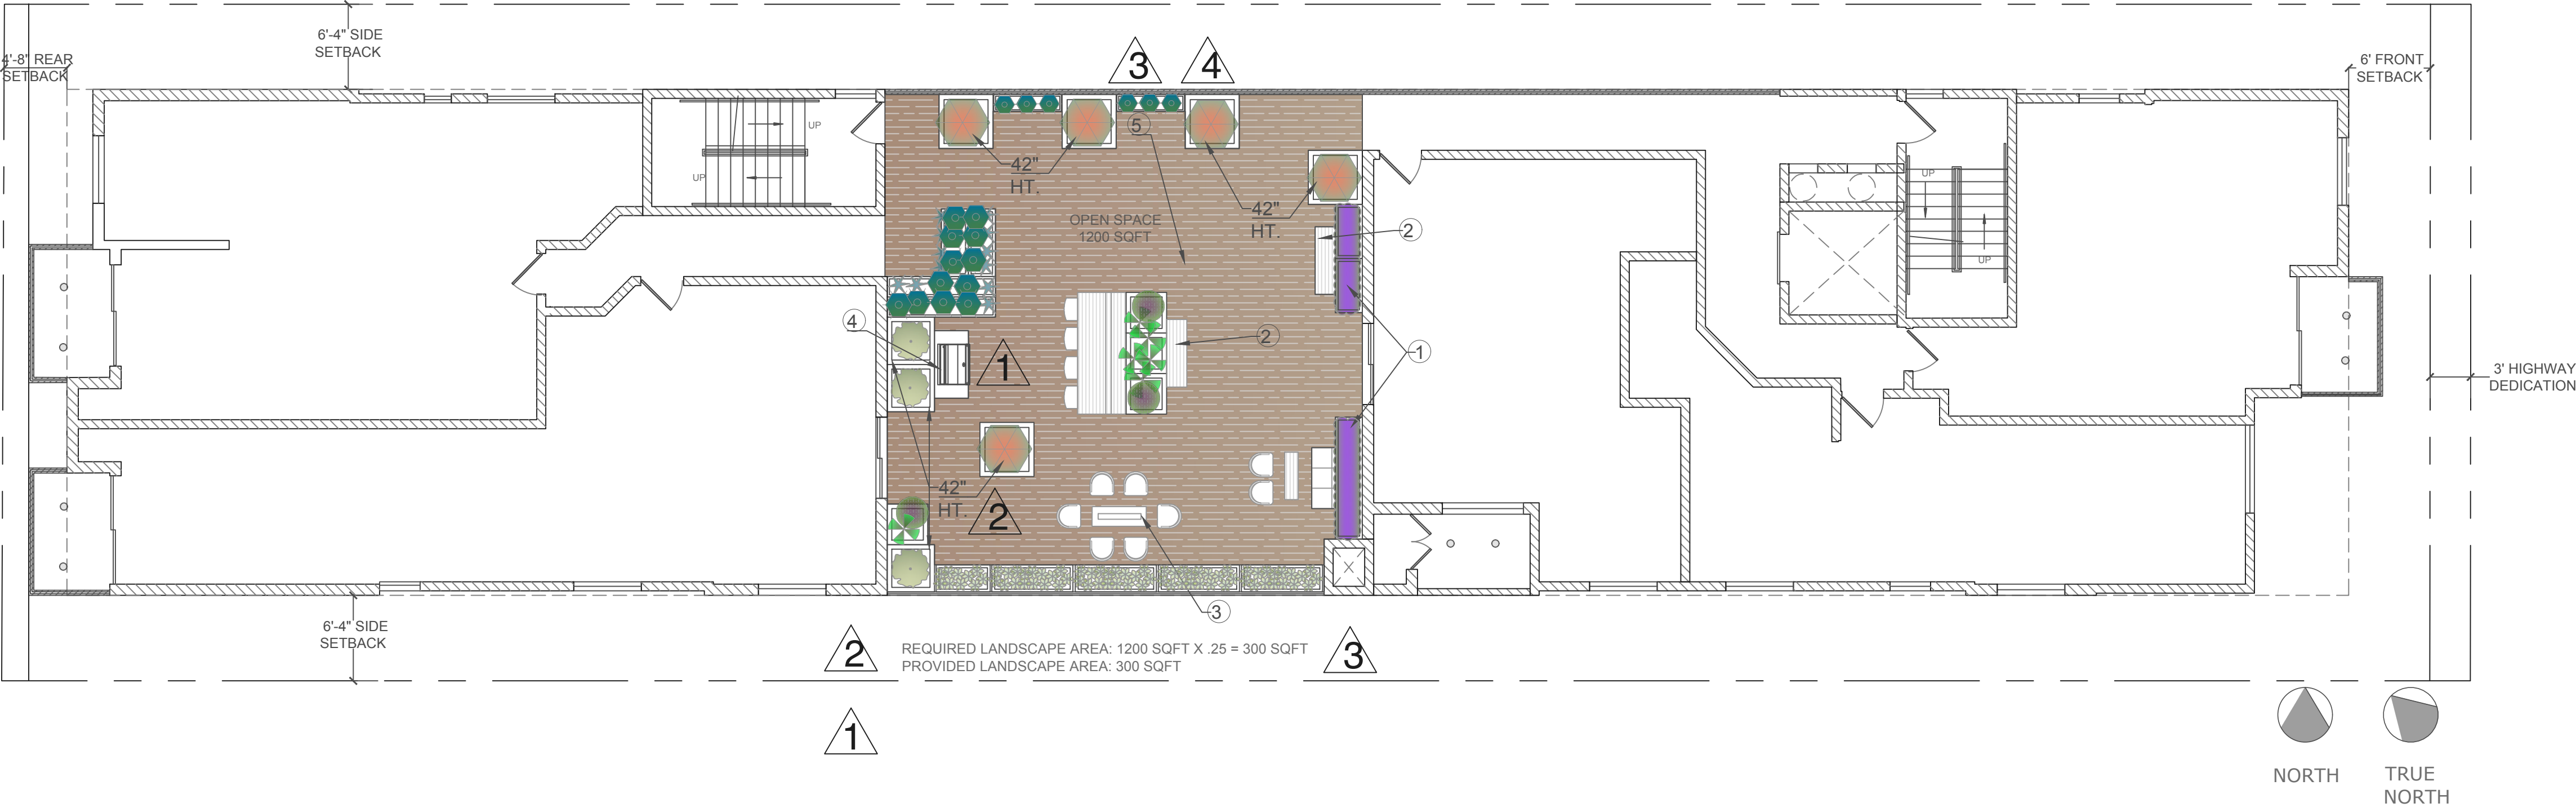 6'-4" SIDE
SETBACK
4'-8" REAR
SETBACK
3
4
6' FRONT
SETBACK
UP
UP
5
42"
HT.
42"
HT.
OPEN SPACE
1200 SQFT
2
UP
UP
4
1
2
1
3' HIGHWAY
DEDICATION
42"
HT.
2
3
6'-4" SIDE
SETBACK
2
REQUIRED LANDSCAPE AREA: 1200 SQFT X .25 = 300 SQFT
PROVIDED LANDSCAPE AREA: 300 SQFT
3
1
NORTH
TRUE
NORTH